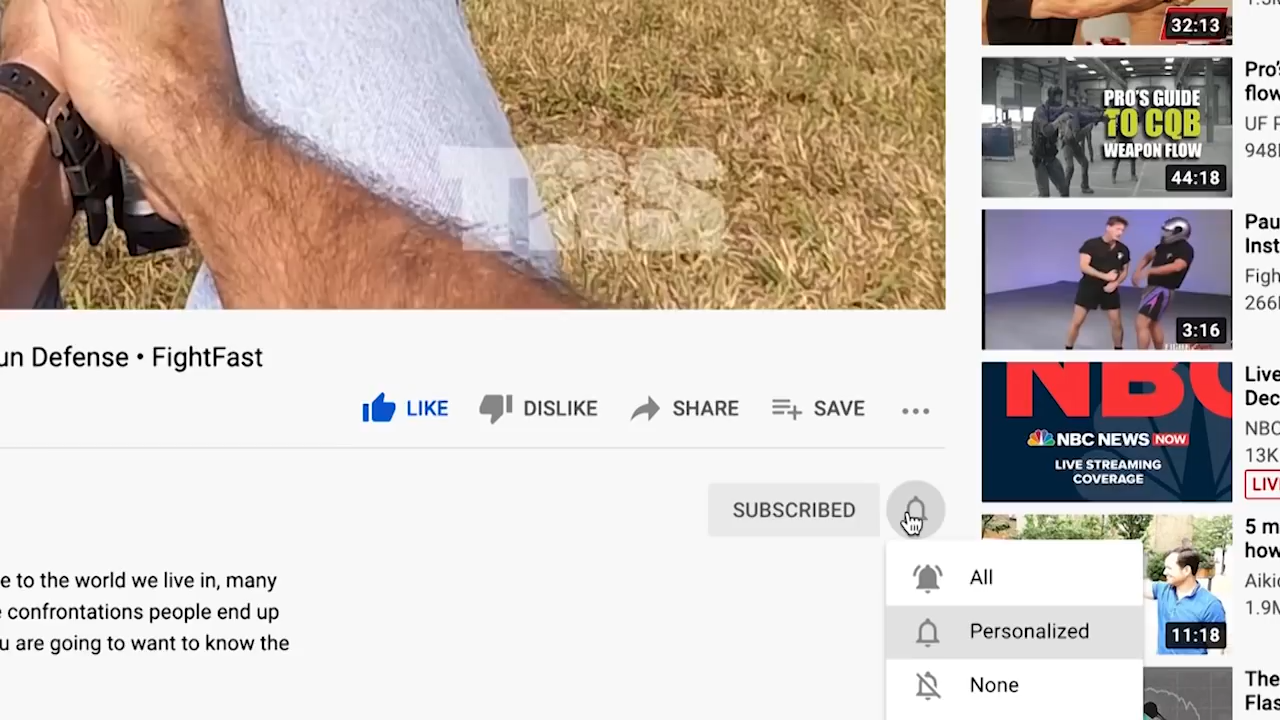 TRS
un Defense • FightFast
LIKE
DISLIKE
SHARE
SAVE
SUBSCRIBED
All
Personalized
None
e to the world we live in, many
confrontations people end up
u are going to want to know the
32:13
PRO'S GUIDE
TO CQB
WEAPON FLOW
44:18
Pro'
flow
UF
948
3:16
Pau
Inst
Figh
266
NBC
NBC NEWS NOW
LIVE STREAMING
COVERAGE
Live
Dec
NBC
13K
LIV
11:18
5 m
how
Aiki
1.9M
The
Flas